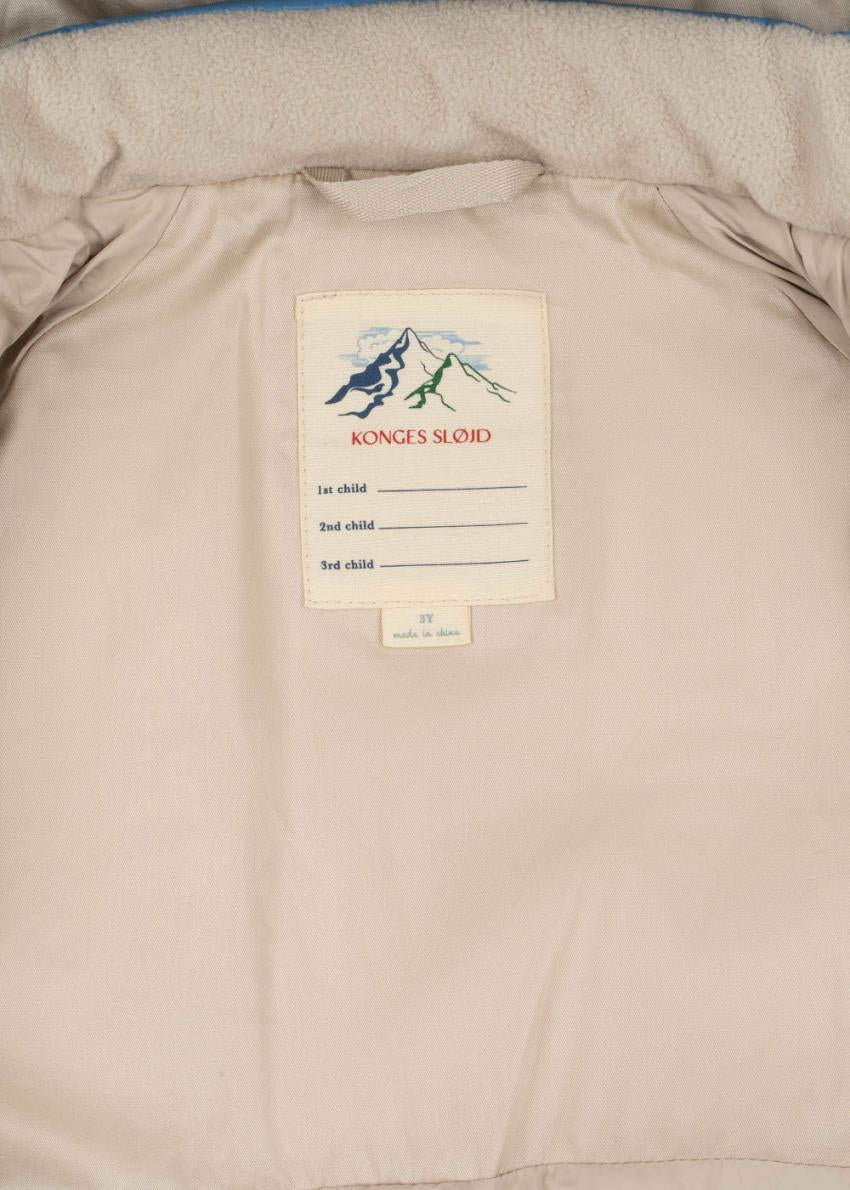 KONGES SLØJD
1st child
2nd child
3rd child
3Y
made in china